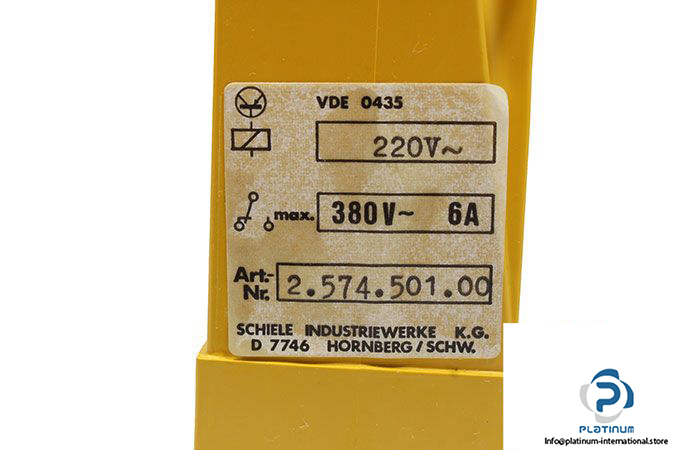 VDE 0435
220V~
max. 380V~ 6A
Art.-
Nr. 2.574.501.00
SCHIELE INDUSTRIEWERKE K.G.
D 7746 HORNBERG/SCHW.
PLATINUM
Info@platinum-international.store